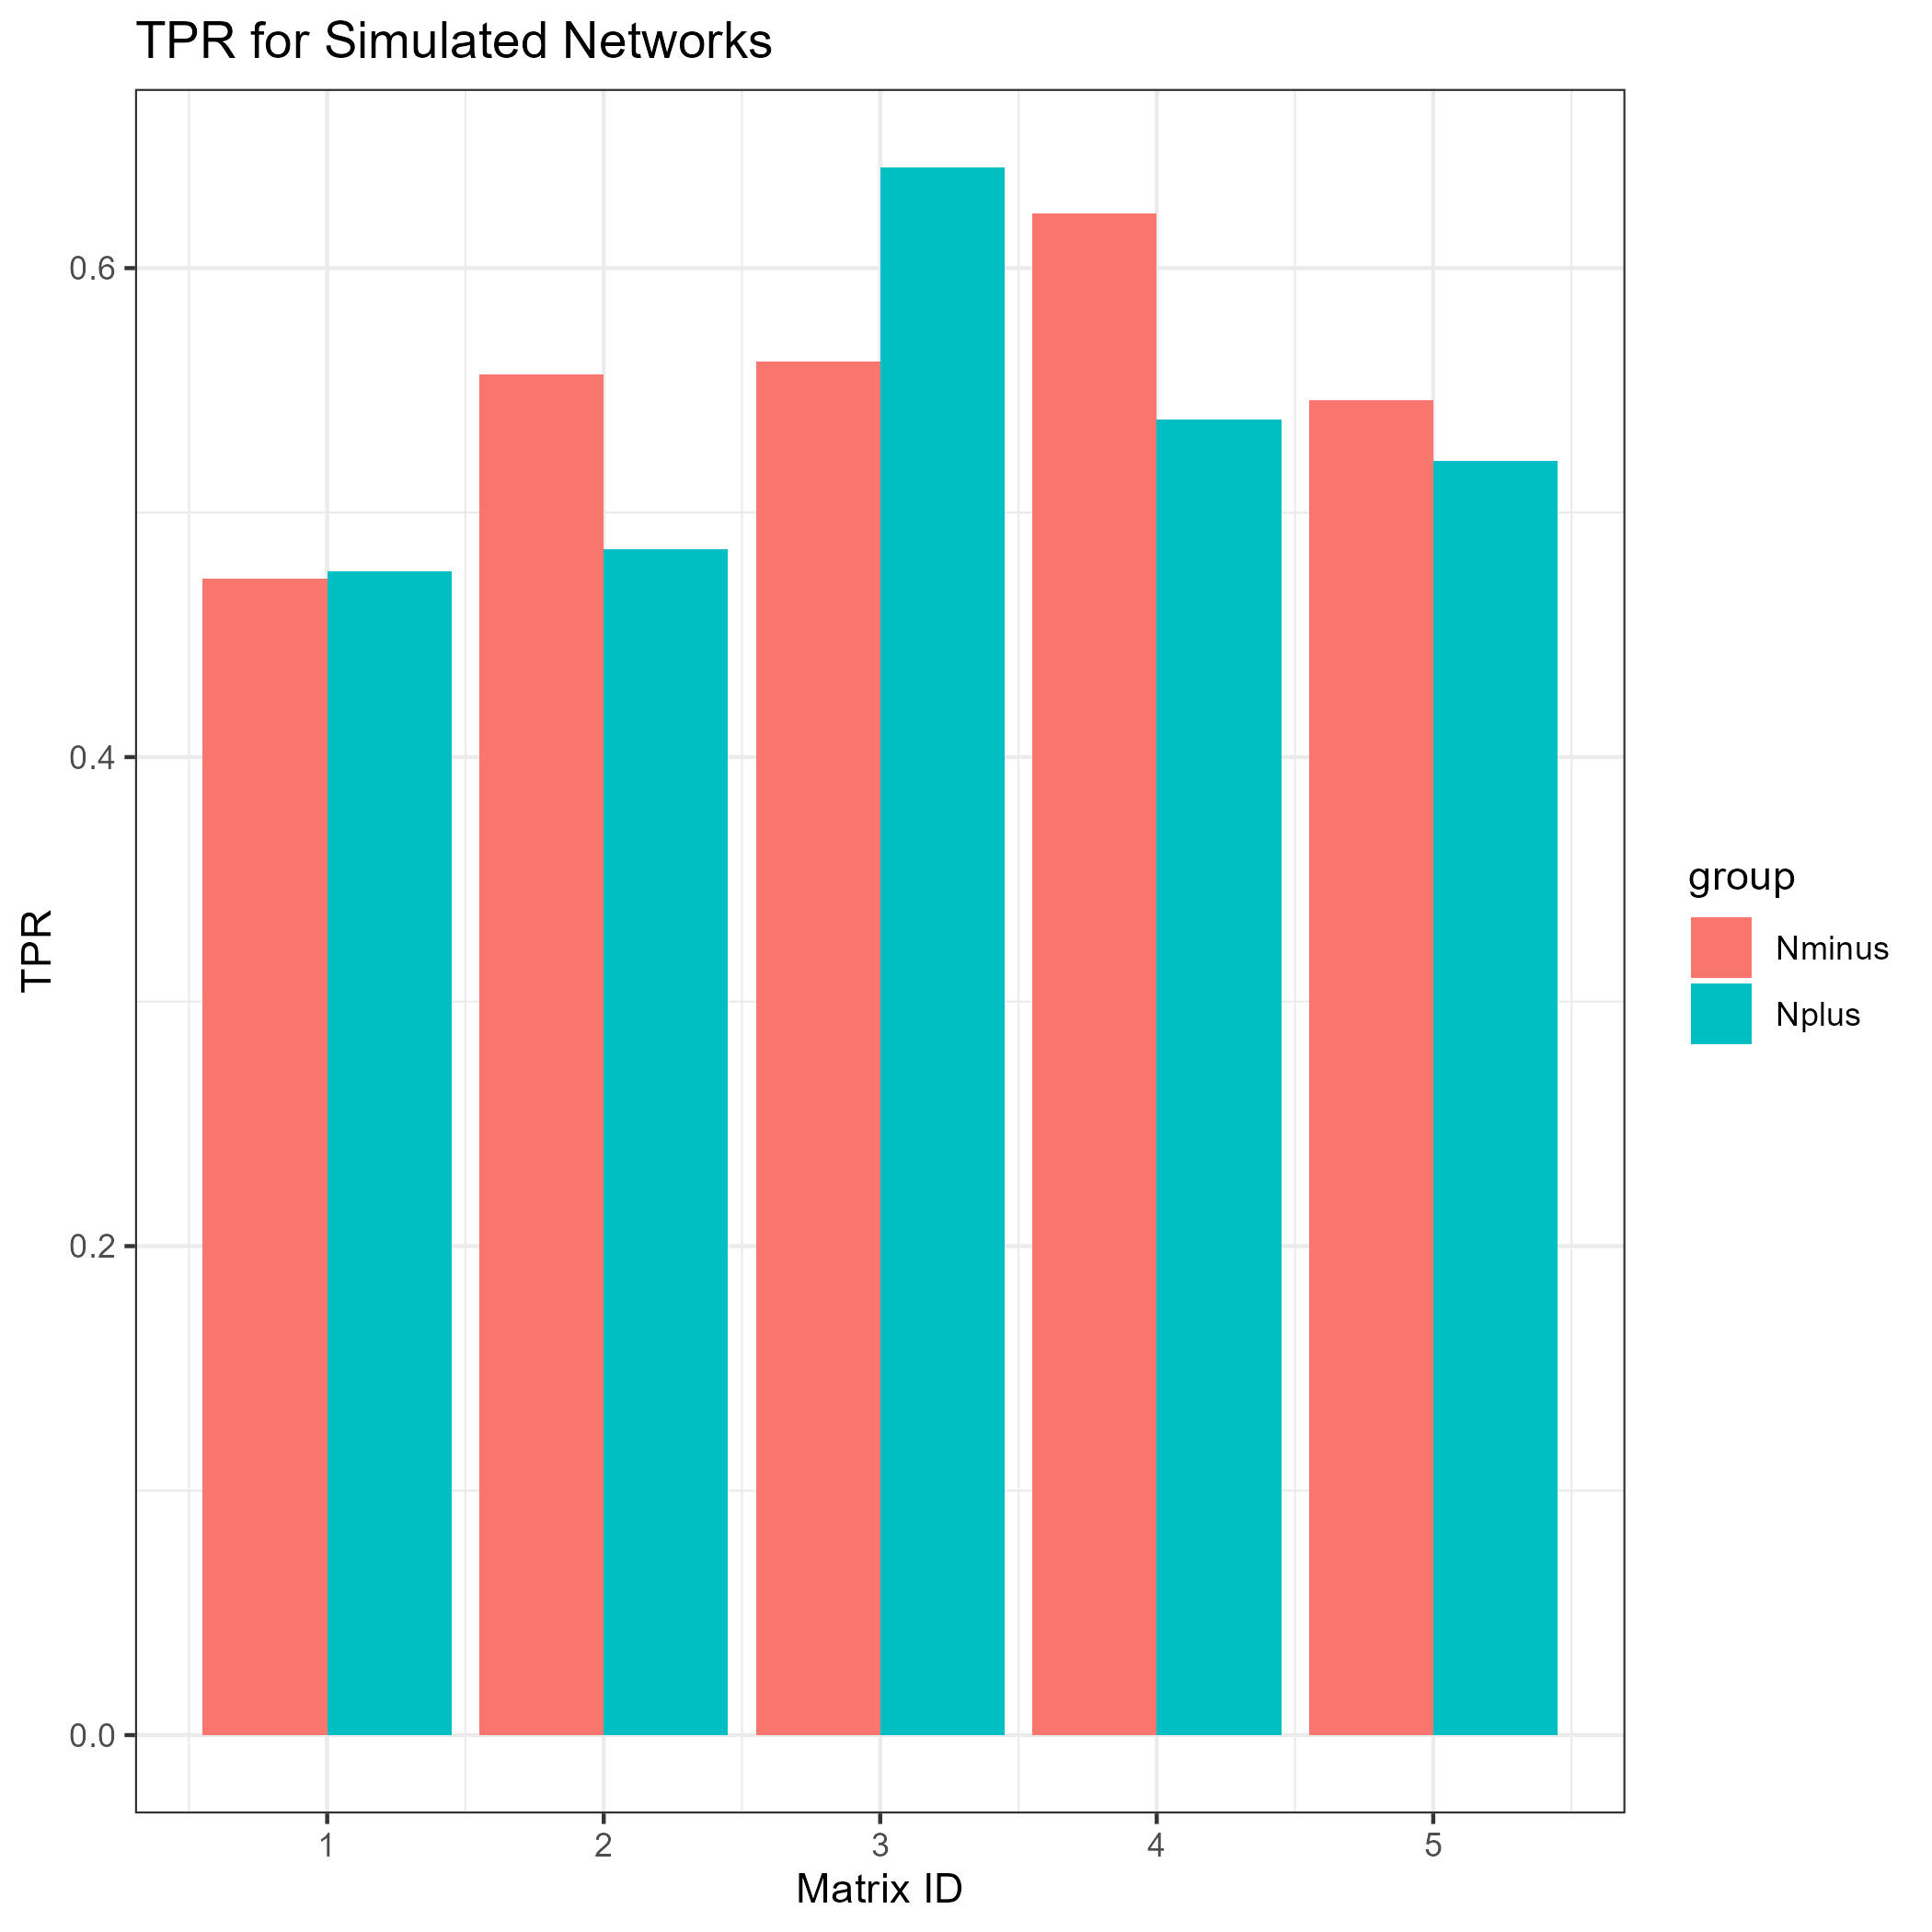 TPR for Simulated Networks
TPR
0.6
0.4
0.2
0.0
1 2 3 4 5
Matrix ID
group
Nminus
Nplus